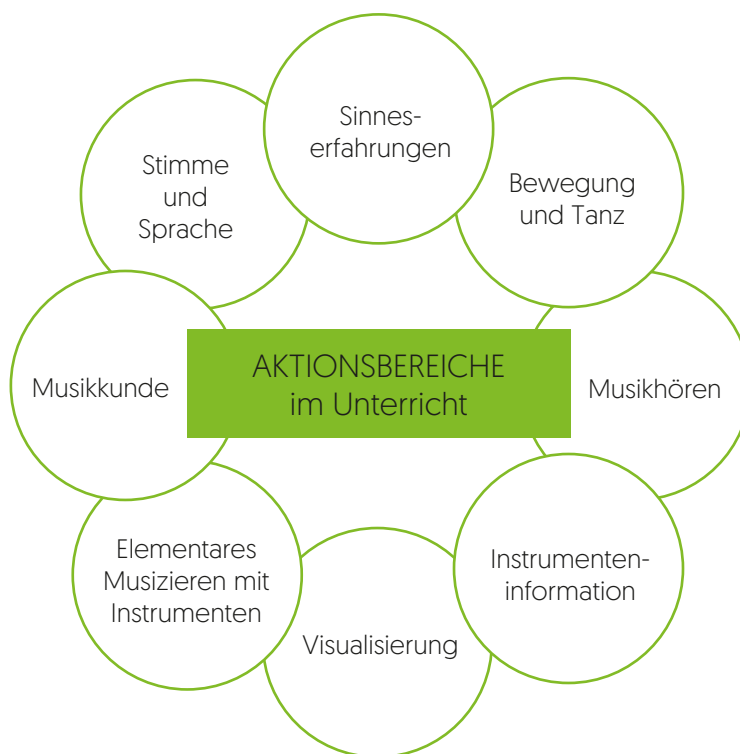 Sinnes-
erfahrungen
Stimme
und
Sprache
Bewegung
und Tanz
AKTIONSBEREICHE
im Unterricht
Musikkunde
Musikhören
Elementares
Musizieren mit
Instrumenten
Instrumenten-
information
Visualisierung